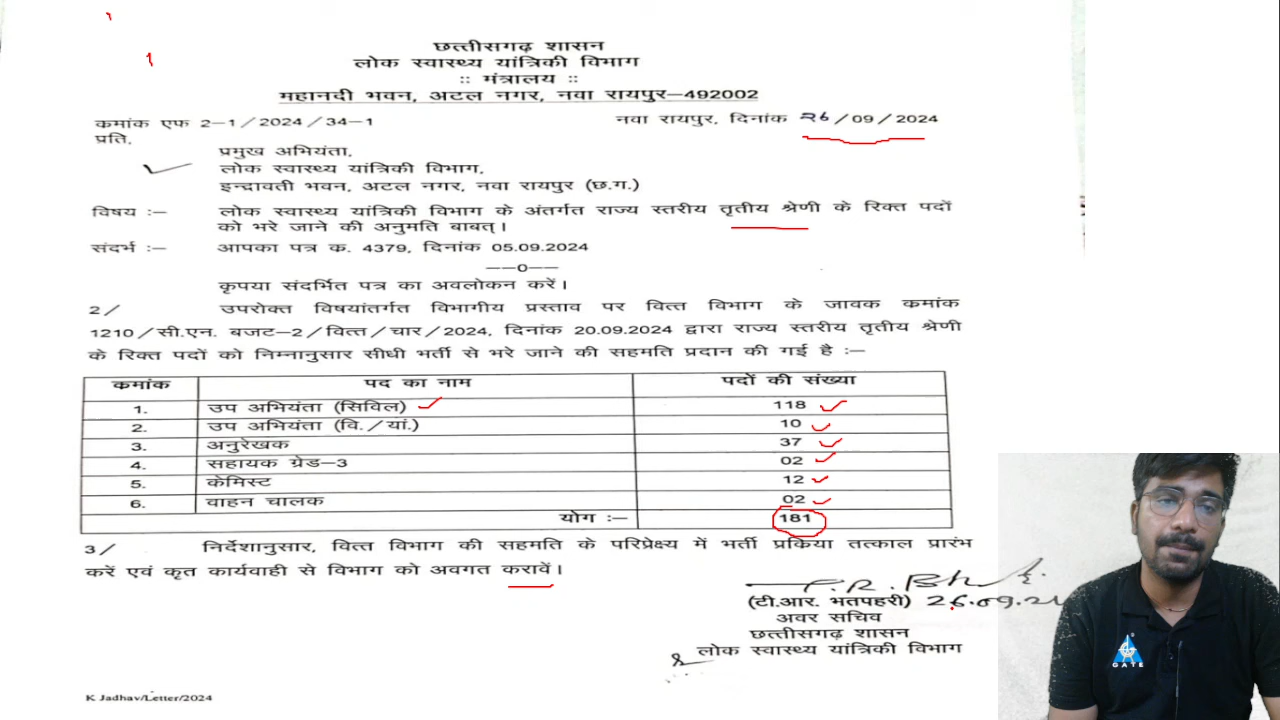 छत्तीसगढ़ शासन
लोक स्वास्थ्य यांत्रिकी विभाग
:: मंत्रालय ::
महानदी भवन, अटल नगर, नवा रायपुर–492002
कमांक एफ 2–1/2024/34–1 नवा रायपुर, दिनांक 26/09/2024
प्रति,
प्रमुख अभियंता,
लोक स्वास्थ्य यांत्रिकी विभाग,
इन्द्रावती भवन, अटल नगर, नवा रायपुर (छ.ग.)
विषय :– लोक स्वास्थ्य यांत्रिकी विभाग के अंतर्गत राज्य स्तरीय तृतीय श्रेणी के रिक्त पदों
को भरे जाने की अनुमति बाबत्।
संदर्भ :– आपका पत्र क. 4379, दिनांक 05.09.2024
——0——
कृपया संदर्भित पत्र का अवलोकन करें।
2/ उपरोक्त विषयांतर्गत विभागीय प्रस्ताव पर वित्त विभाग के जावक कमांक
1210/सी.एन. बजट–2/वित्त/चार/2024, दिनांक 20.09.2024 द्वारा राज्य स्तरीय तृतीय श्रेणी
के रिक्त पदों को निम्नानुसार सीधी भर्ती से भरे जाने की सहमति प्रदान की गई है :–
कमांक पद का नाम पदों की संख्या
1. उप अभियंता (सिविल) 118
2. उप अभियंता (वि./यां.) 10
3. अनुरेखक 37
4. सहायक ग्रेड–3 02
5. केमिस्ट 12
6. वाहन चालक 02
योग :– 181
3/ निर्देशानुसार, वित्त विभाग की सहमति के परिप्रेक्ष्य में भर्ती प्रकिया तत्काल प्रारंभ
करें एवं कृत कार्यवाही से विभाग को अवगत करावें।
(टी.आर. भतपहरी) 26.09.24
अवर सचिव
छत्तीसगढ़ शासन
लोक स्वास्थ्य यांत्रिकी विभाग
K Jadhav/Letter/2024
GATE